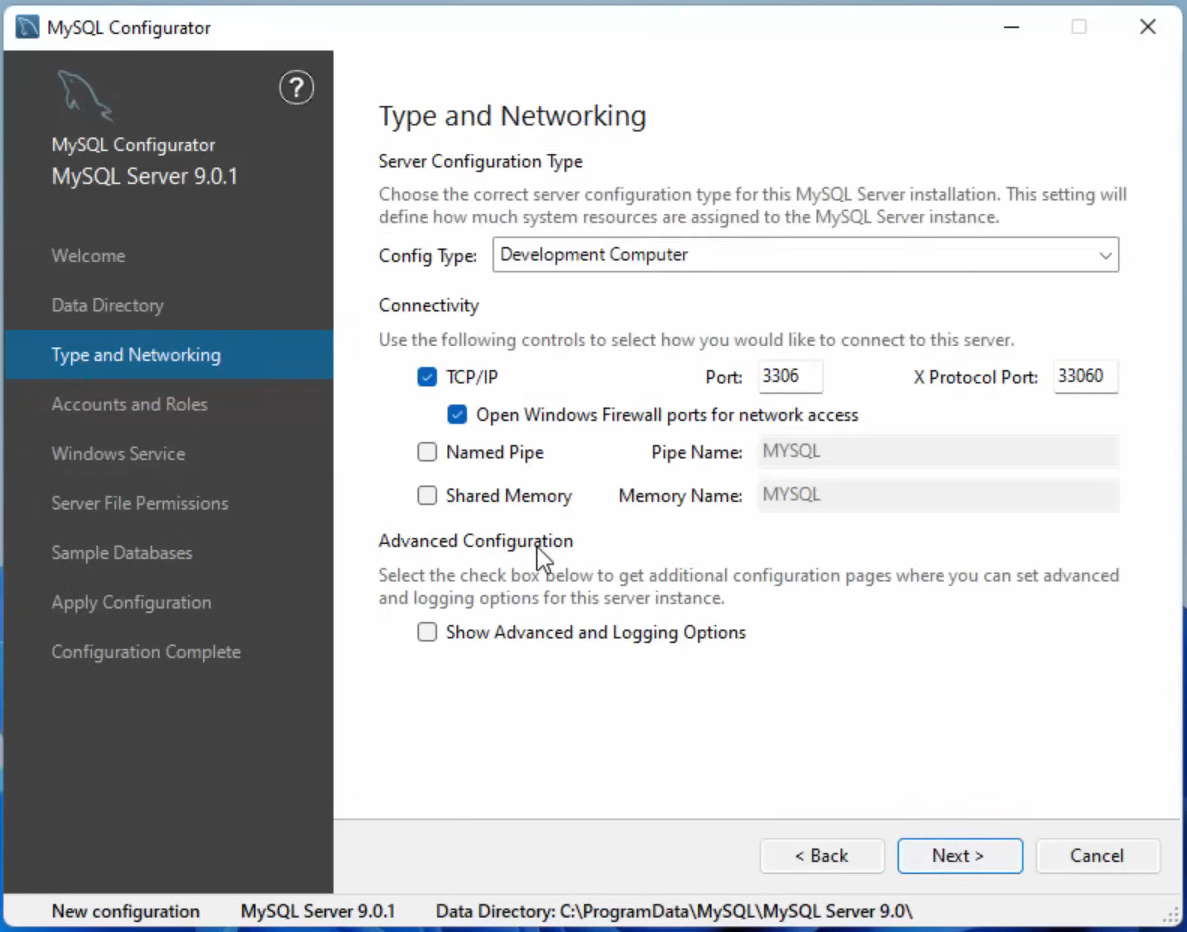 MySQL Configurator
?
MySQL Configurator
MySQL Server 9.0.1
Welcome
Data Directory
Type and Networking
Accounts and Roles
Windows Service
Server File Permissions
Sample Databases
Apply Configuration
Configuration Complete
Type and Networking
Server Configuration Type
Choose the correct server configuration type for this MySQL Server installation. This setting will
define how much system resources are assigned to the MySQL Server instance.
Config Type: Development Computer
Connectivity
Use the following controls to select how you would like to connect to this server.
TCP/IP Port: 3306 X Protocol Port: 33060
Open Windows Firewall ports for network access
Named Pipe Pipe Name: MYSQL
Shared Memory Memory Name: MYSQL
Advanced Configuration
Select the check box below to get additional configuration pages where you can set advanced
and logging options for this server instance.
Show Advanced and Logging Options
< Back Next > Cancel
New configuration MySQL Server 9.0.1 Data Directory: C:\ProgramData\MySQL\MySQL Server 9.0\